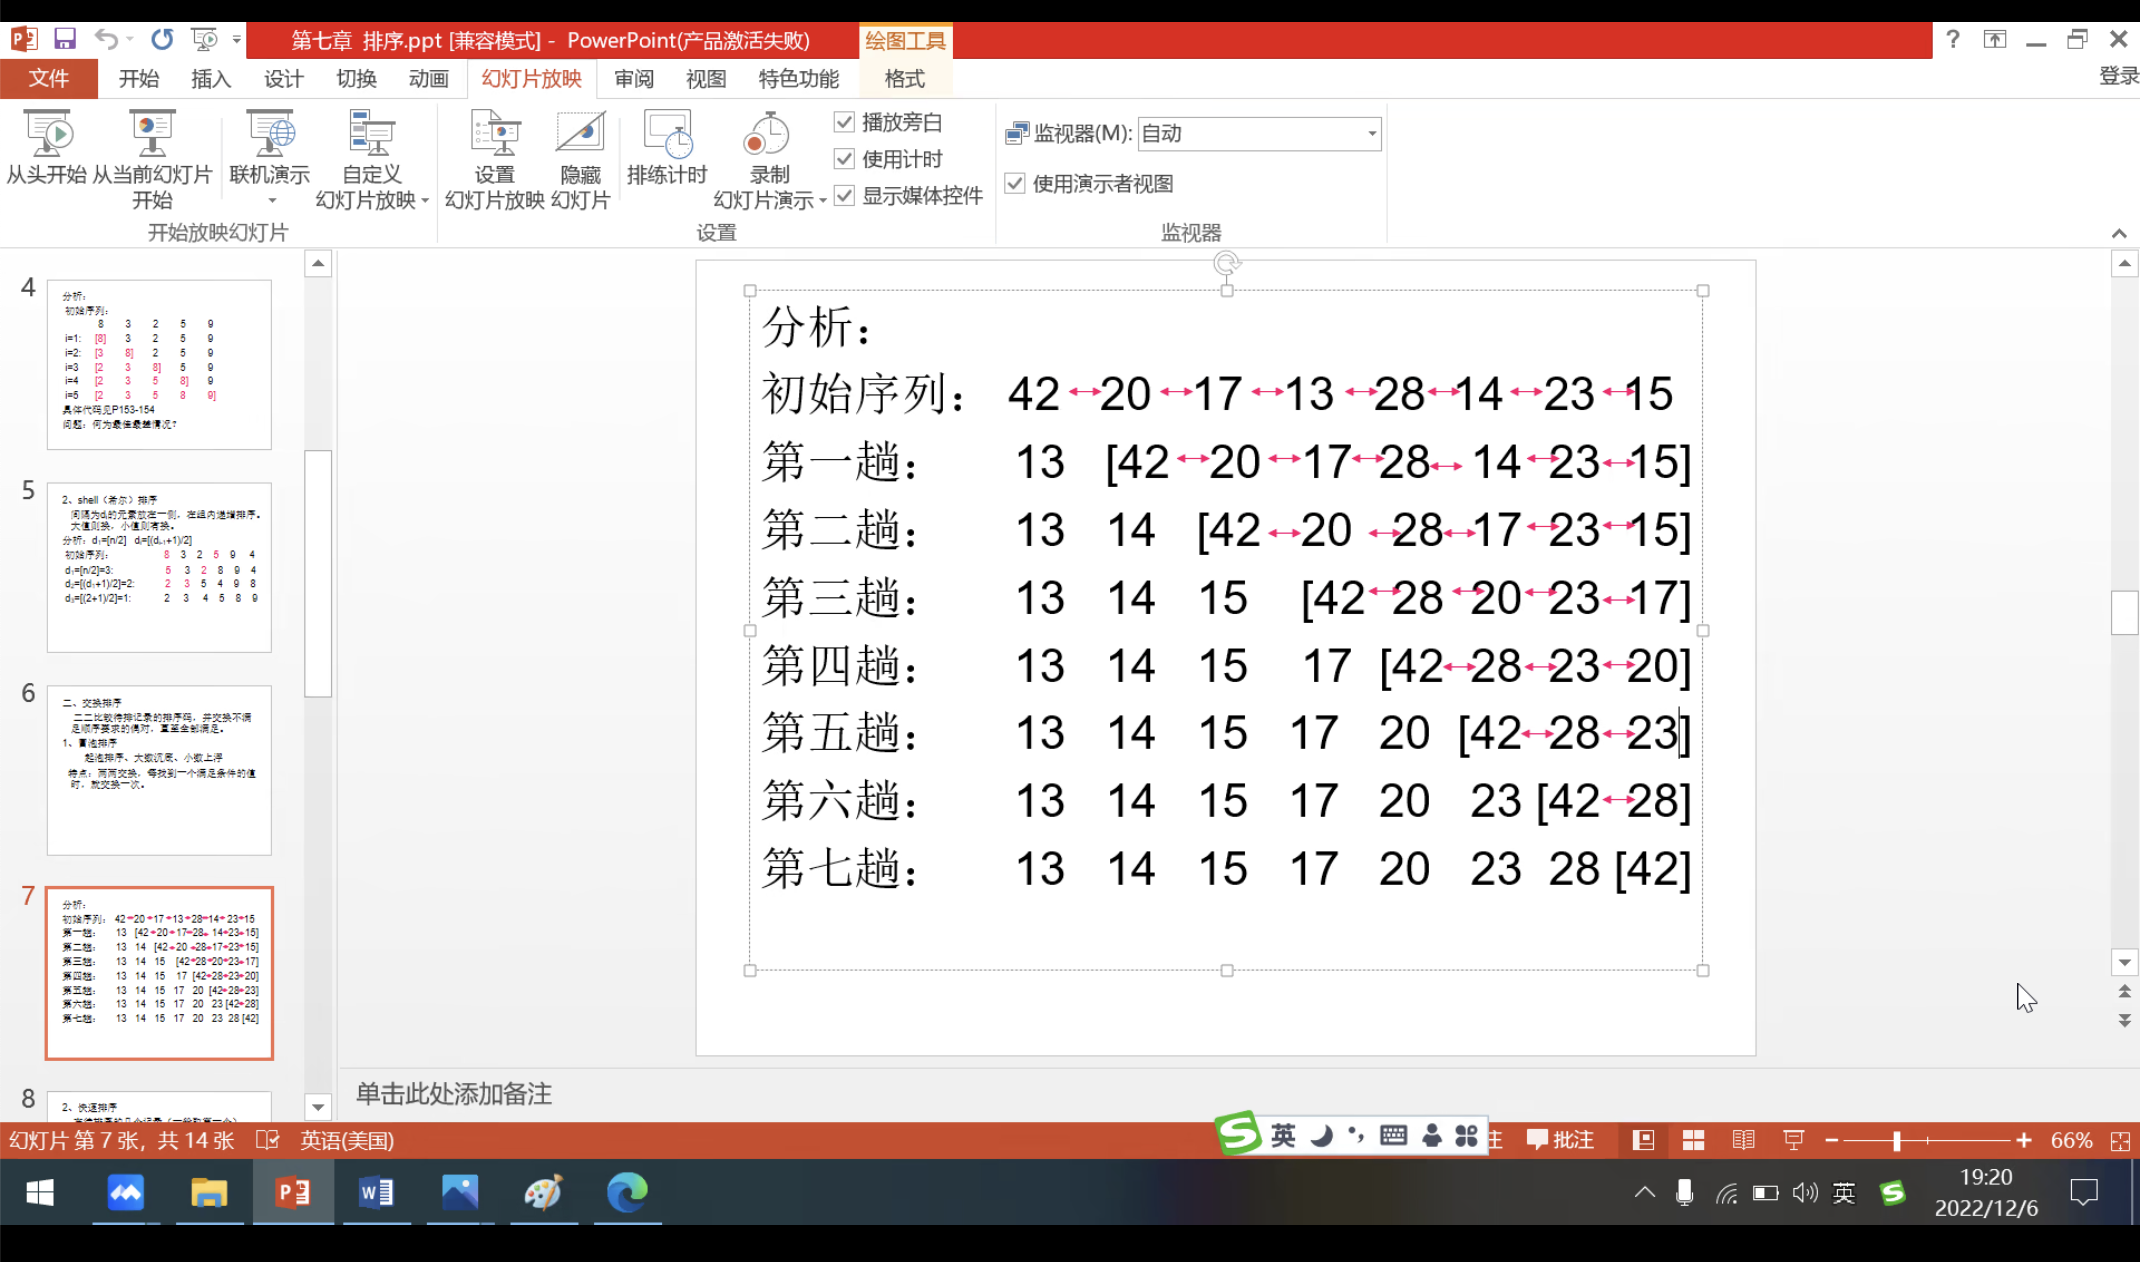 第七章 排序.ppt [兼容模式] - PowerPoint(产品激活失败)
绘图工具
?
文件 开始 插入 设计 切换 动画 幻灯片放映 审阅 视图 特色功能 格式
登录
从头开始
从当前幻灯片
开始
联机演示
自定义
幻灯片放映
开始放映幻灯片
设置
幻灯片放映
隐藏
幻灯片
排练计时
录制
幻灯片演示
播放旁白
使用计时
显示媒体控件
设置
监视器(M): 自动
使用演示者视图
监视器
4
分析:
初始序列:
8 3 2 5 9
i=1: [8] 3 2 5 9
i=2: [3 8] 2 5 9
i=3 [2 3 8] 5 9
i=4 [2 3 5 8] 9
i=5 [2 3 5 8 9]
具体代码见P153-154
问题：何为最佳最差情况？
5
2、shell（希尔）排序
间隔为dᵢ的元素放在一侧，在组内递增排序。
大值则换，小值则有换。
分析：d₁=[n/2] dᵢ=[(dᵢ₋₁+1)/2]
初始序列: 8 3 2 5 9 4
d₁=[n/2]=3: 5 3 2 8 9 4
d₂=[(d₁+1)/2]=2: 2 3 5 4 9 8
d₃=[(2+1)/2]=1: 2 3 4 5 8 9
6
二、交换排序
二二比较待排记录的排序码，并交换不满
足顺序要求的偶对，直至全部满足。
1、冒泡排序
起泡排序、大数沉底、小数上浮
特点：两两交换，每找到一个满足条件的值
时，就交换一次。
7
分析:
初始序列: 42 20 17 13 28 14 23 15
第一趟: 13 [42 20 17 28 14 23 15]
第二趟: 13 14 [42 20 28 17 23 15]
第三趟: 13 14 15 [42 28 20 23 17]
第四趟: 13 14 15 17 [42 28 23 20]
第五趟: 13 14 15 17 20 [42 28 23]
第六趟: 13 14 15 17 20 23 [42 28]
第七趟: 13 14 15 17 20 23 28 [42]
8
2、快速排序
分析：
初始序列： 42 20 17 13 28 14 23 15
第一趟： 13 [42 20 17 28 14 23 15]
第二趟： 13 14 [42 20 28 17 23 15]
第三趟： 13 14 15 [42 28 20 23 17]
第四趟： 13 14 15 17 [42 28 23 20]
第五趟： 13 14 15 17 20 [42 28 23]
第六趟： 13 14 15 17 20 23 [42 28]
第七趟： 13 14 15 17 20 23 28 [42]
单击此处添加备注
幻灯片 第 7 张，共 14 张 英语(美国)
英
批注
66%
英
19:20
2022/12/6